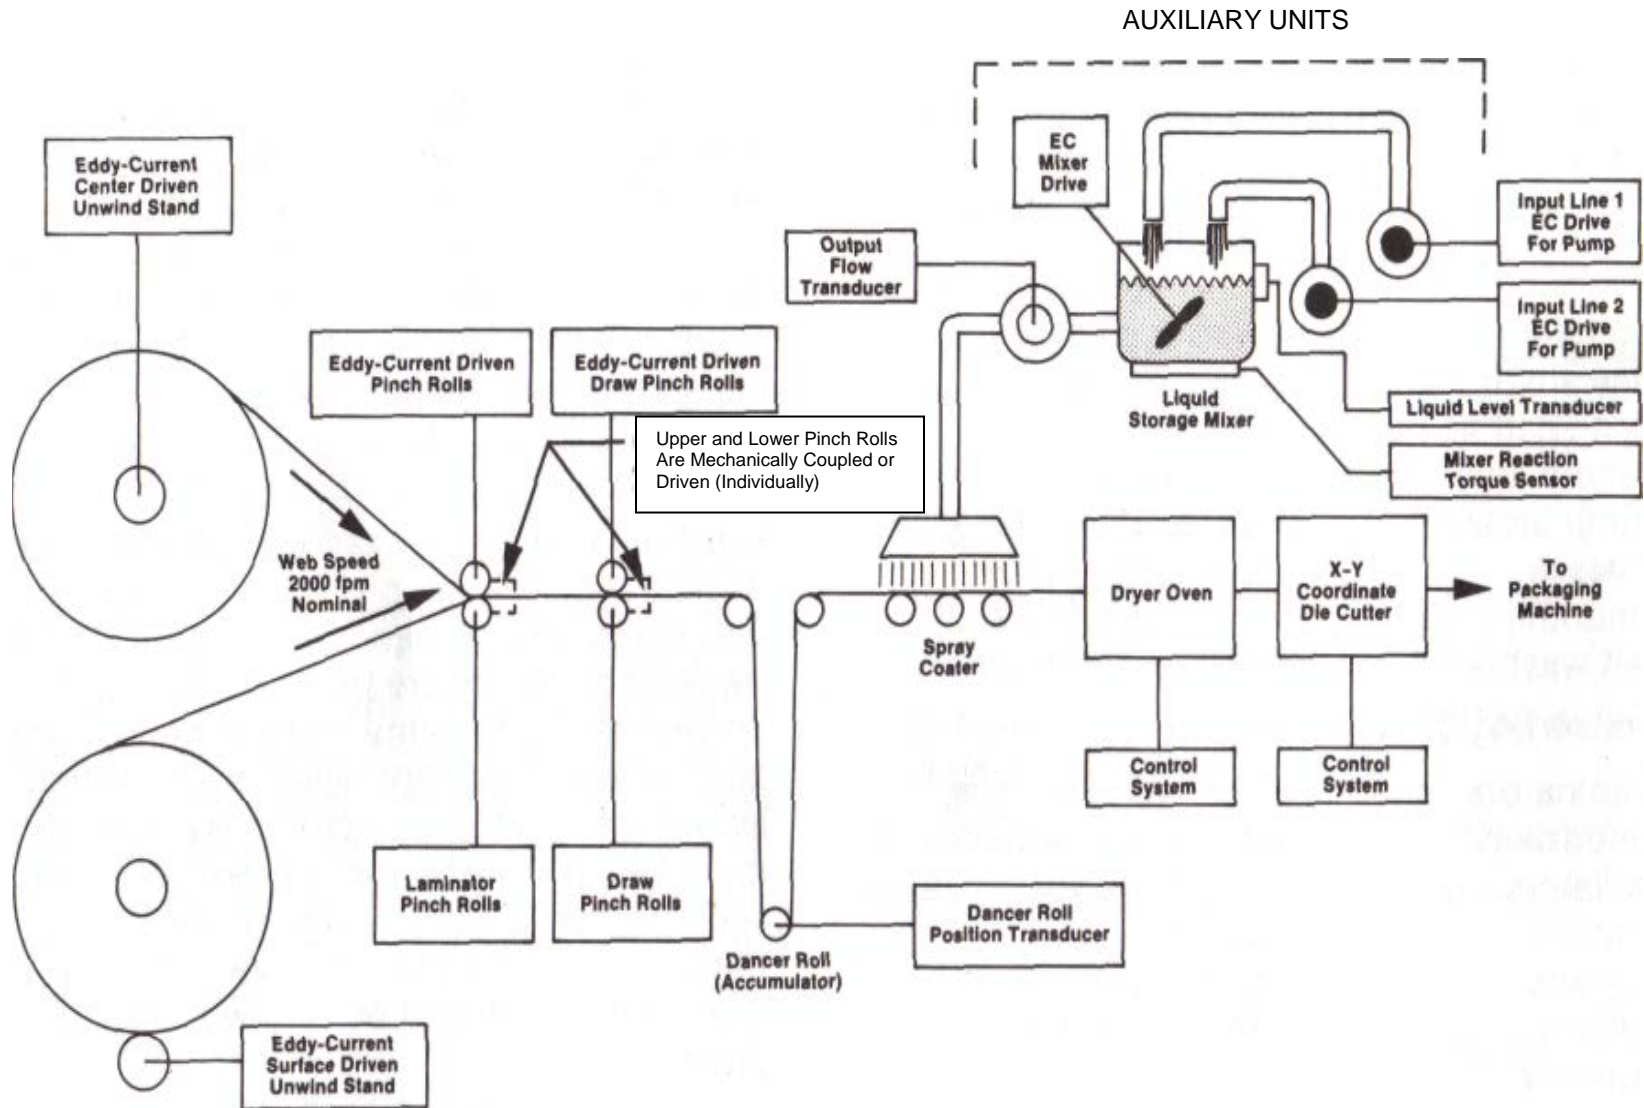 AUXILIARY UNITS
Eddy-Current
Center Driven
Unwind Stand
EC
Mixer
Drive
Input Line 1
EC Drive
For Pump
Output
Flow
Transducer
Input Line 2
EC Drive
For Pump
Eddy-Current Driven
Pinch Rolls
Eddy-Current Driven
Draw Pinch Rolls
Liquid
Storage Mixer
Liquid Level Transducer
Upper and Lower Pinch Rolls
Are Mechanically Coupled or
Driven (Individually)
Mixer Reaction
Torque Sensor
Web Speed
2000 fpm
Nominal
Spray
Coater
Dryer Oven
X-Y
Coordinate
Die Cutter
To
Packaging
Machine
Control
System
Control
System
Laminator
Pinch Rolls
Draw
Pinch Rolls
Dancer Roll
(Accumulator)
Dancer Roll
Position Transducer
Eddy-Current
Surface Driven
Unwind Stand